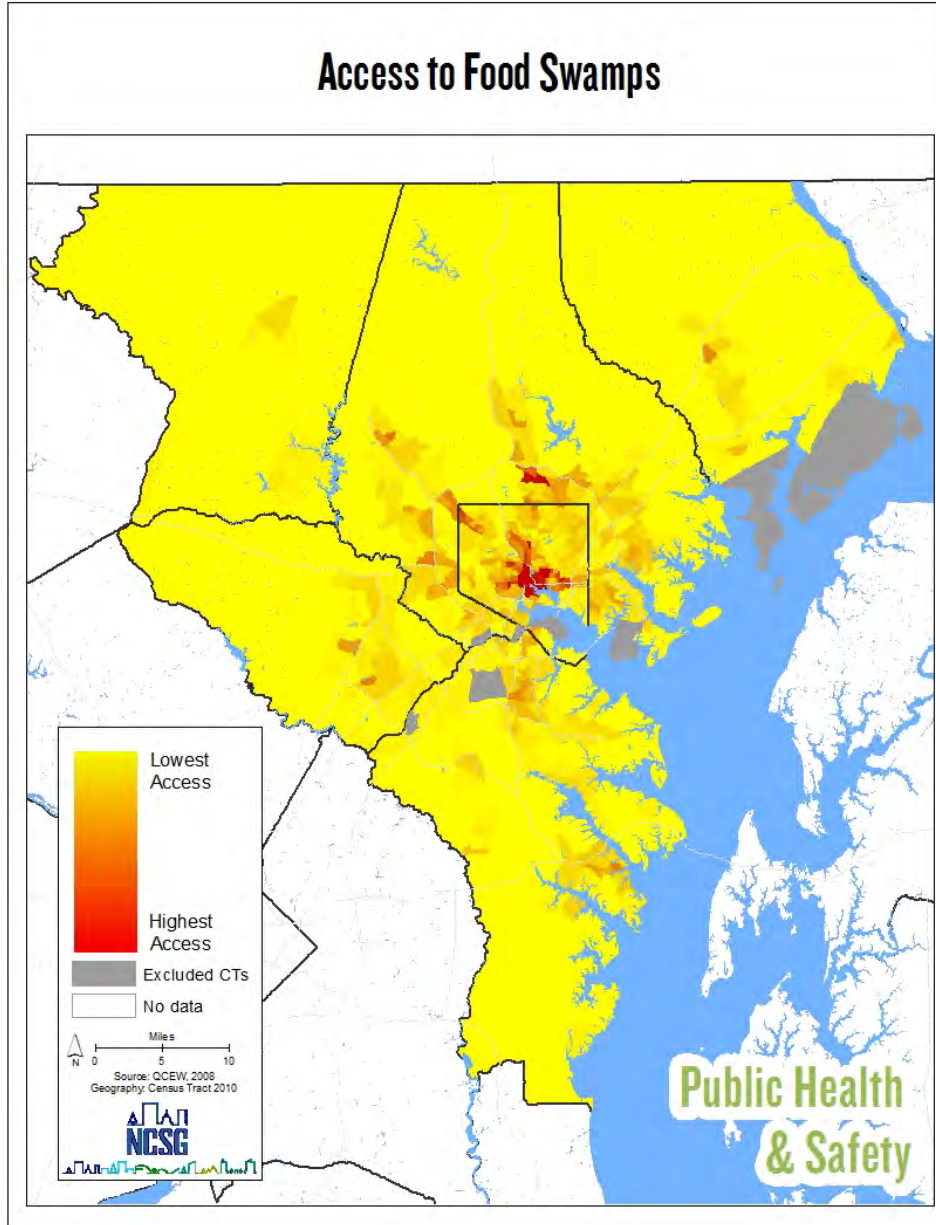 Access to Food Swamps
Lowest
Access
Highest
Access
Excluded CTs
No data
Miles
N
0 5 10
Source: QCEW, 2008
Geography: Census Tract 2010
NCSG
Public Health
& Safety